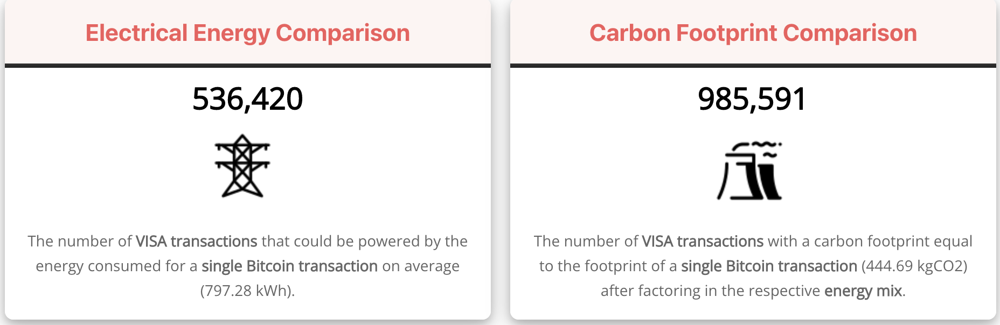 Electrical Energy Comparison
536,420
The number of VISA transactions that could be powered by the
energy consumed for a single Bitcoin transaction on average
(797.28 kWh).
Carbon Footprint Comparison
985,591
The number of VISA transactions with a carbon footprint equal
to the footprint of a single Bitcoin transaction (444.69 kgCO2)
after factoring in the respective energy mix.